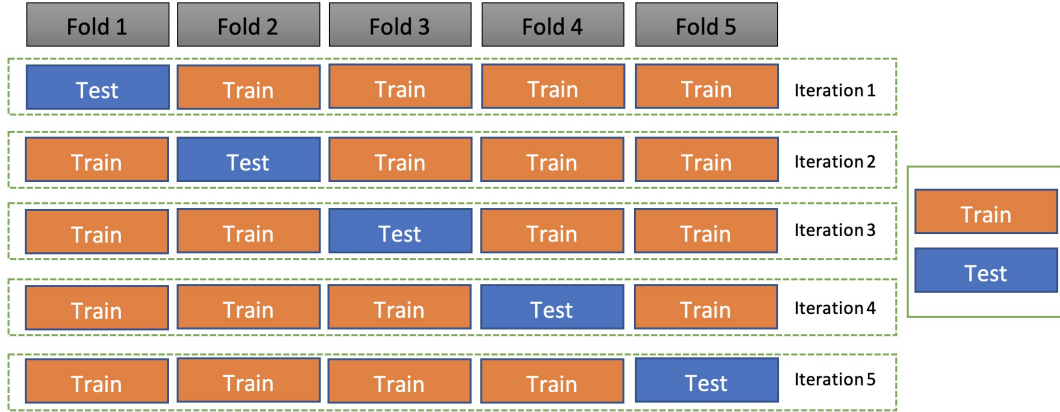 Fold 1 Fold 2 Fold 3 Fold 4 Fold 5
Test Train Train Train Train Iteration 1
Train Test Train Train Train Iteration 2
Train Train Test Train Train Iteration 3
Train Train Train Test Train Iteration 4
Train Train Train Train Test Iteration 5
Train
Test